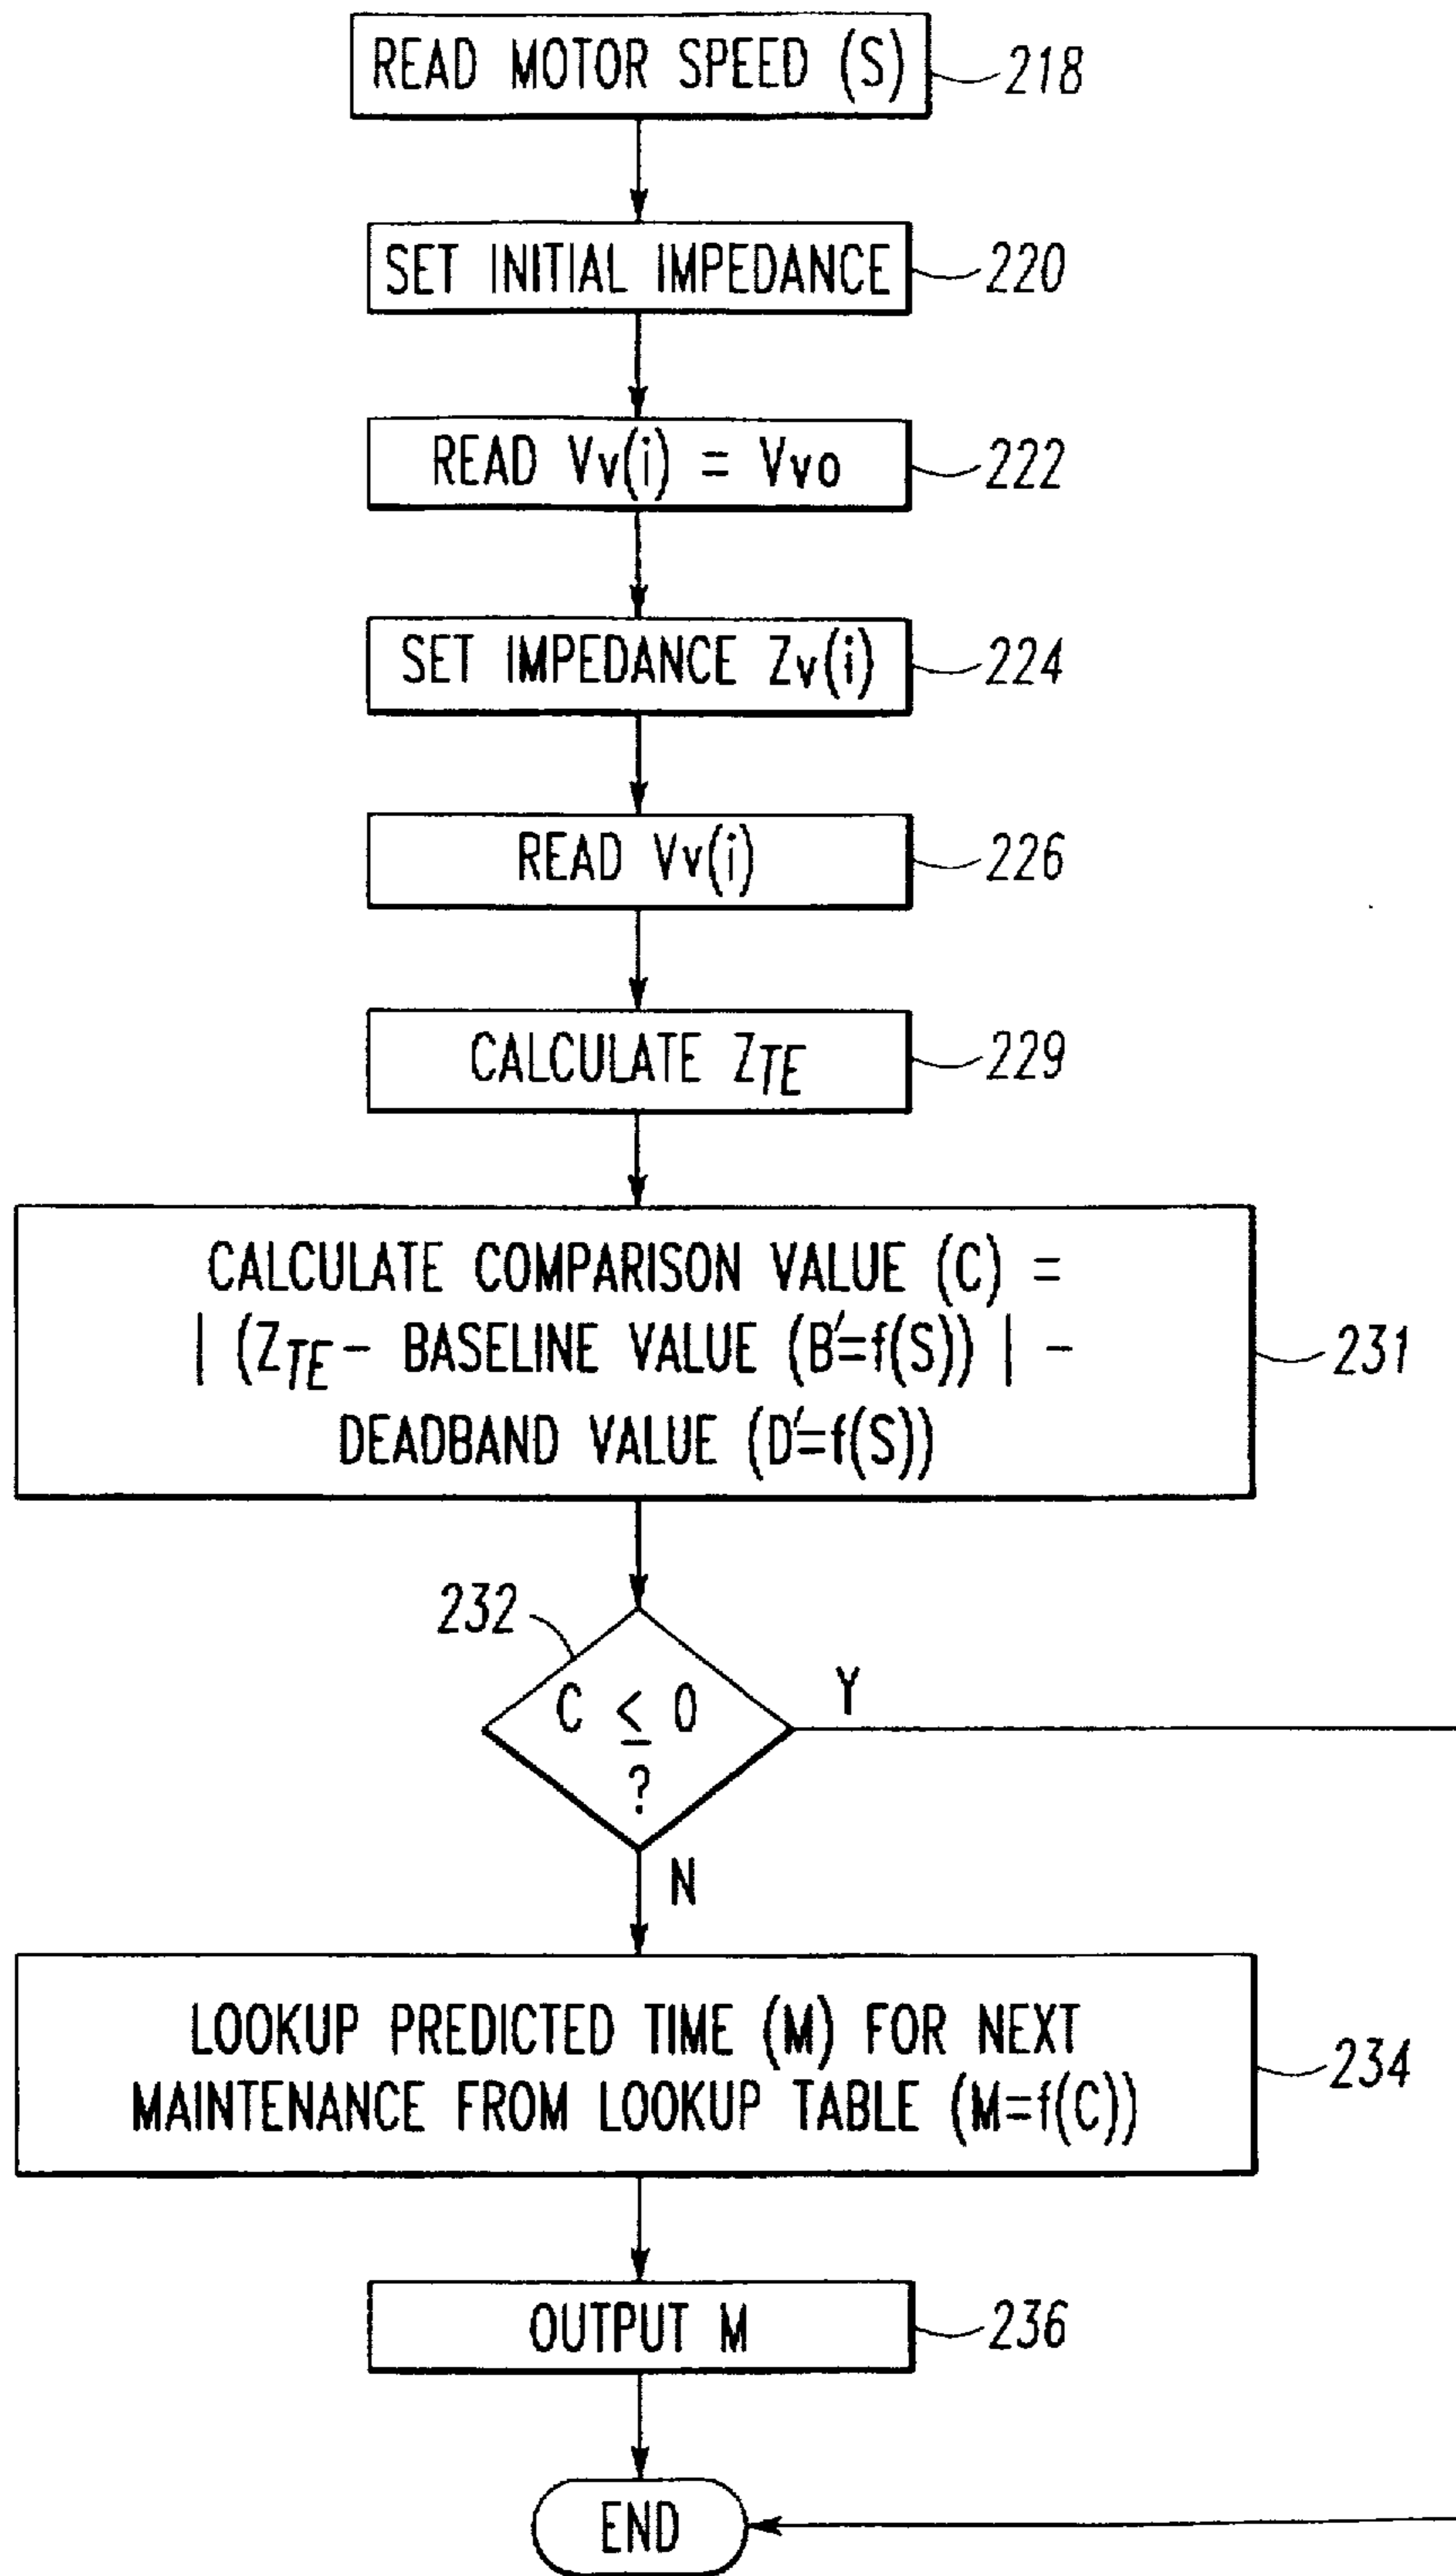 READ MOTOR SPEED (S)
218
SET INITIAL IMPEDANCE
220
READ Vv(i) = Vvo
222
SET IMPEDANCE Zv(i)
224
READ Vv(i)
226
CALCULATE ZTE
229
CALCULATE COMPARISON VALUE (C) =
| (ZTE - BASELINE VALUE (B'=f(S)) | -
DEADBAND VALUE (D'=f(S))
231
232
C ≤ 0
?
Y
N
LOOKUP PREDICTED TIME (M) FOR NEXT
MAINTENANCE FROM LOOKUP TABLE (M=f(C))
234
OUTPUT M
236
END